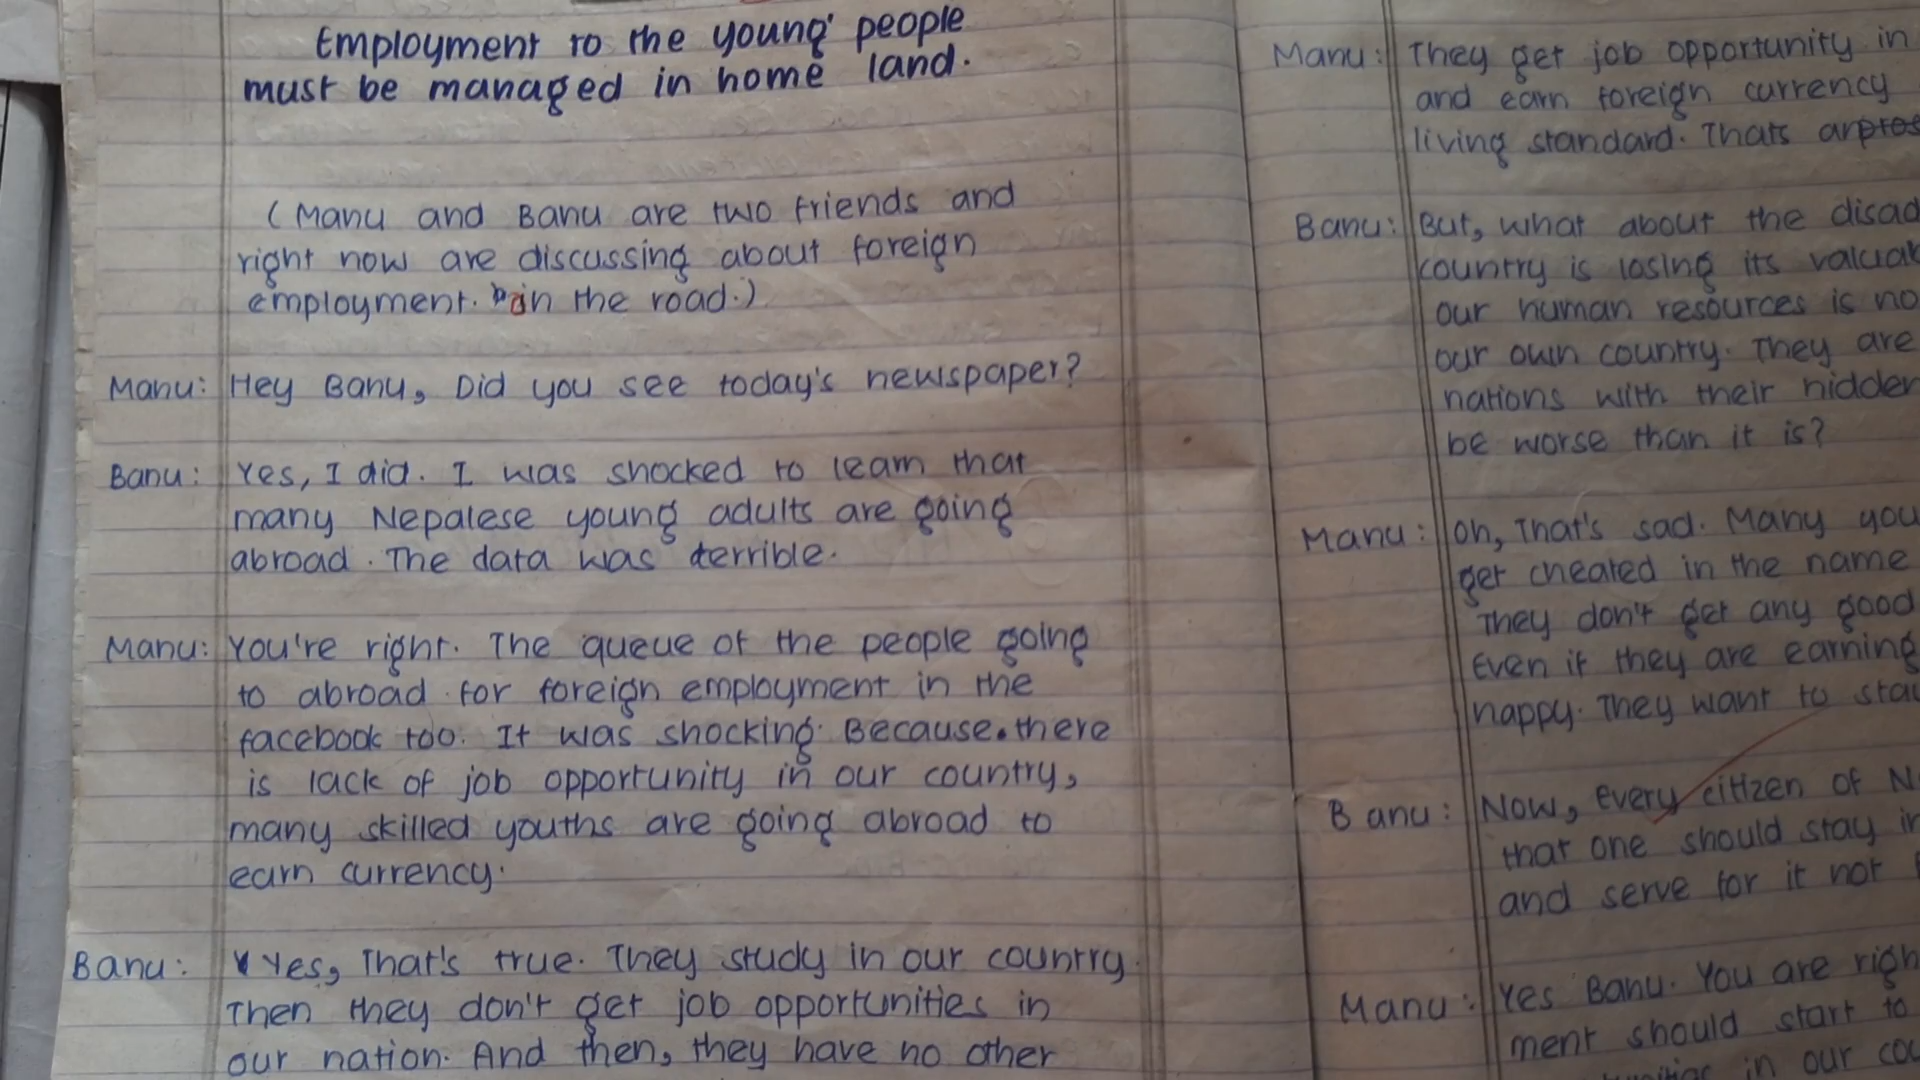 Employment to the young people
must be managed in home land.
(Manu and Banu are two friends and
right now are discussing about foreign
employment. in the road.)
Manu: Hey Banu, Did you see today's newspaper?
Banu: Yes, I did. I was shocked to learn that
many Nepalese young adults are going
abroad. The data was terrible.
Manu: You're right. The queue of the people going
to abroad for foreign employment in the
facebook too. It was shocking. Because there
is lack of job opportunity in our country,
many skilled youths are going abroad to
earn currency.
Banu: Yes, That's true. They study in our country.
Then they don't get job opportunities in
our nation. And then, they have no other
Manu: They get job opportunity in
and earn foreign currency
living standard. Thats
Banu: But, what about the
country is losing its
our human resources is
our own country. They are
nations with their hidden
be worse than it is?
Manu: Oh, That's sad. Many
get cheated in the name
They don't get any good
Even if they are earning
happy. They want to
Banu: Now, every citizen of
that one should stay
and serve for it not
Manu: Yes Banu. You are
ment should start to
in our